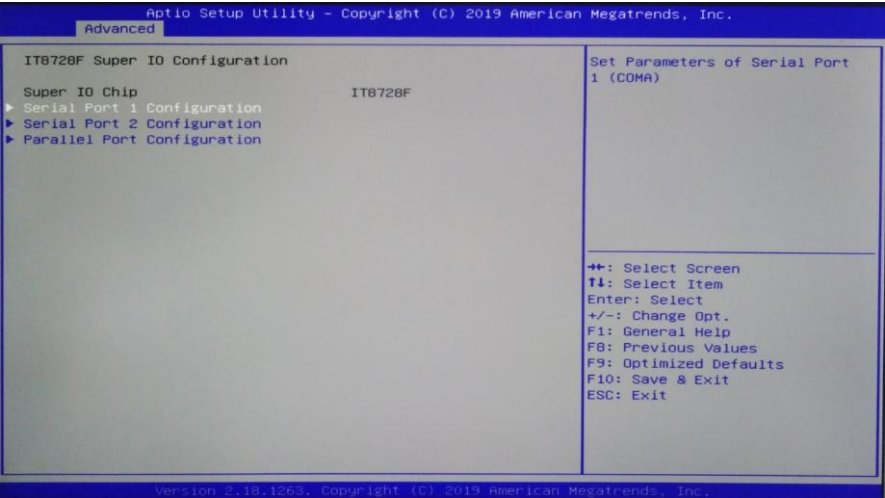 Aptio Setup Utility – Copyright (C) 2019 American Megatrends, Inc.
Advanced
IT8728F Super IO Configuration
Super IO Chip IT8728F
► Serial Port 1 Configuration
► Serial Port 2 Configuration
► Parallel Port Configuration
Set Parameters of Serial Port
1 (COMA)
→←: Select Screen
↑↓: Select Item
Enter: Select
+/-: Change Opt.
F1: General Help
F8: Previous Values
F9: Optimized Defaults
F10: Save & Exit
ESC: Exit
Version 2.18.1263. Copyright (C) 2019 American Megatrends, Inc.